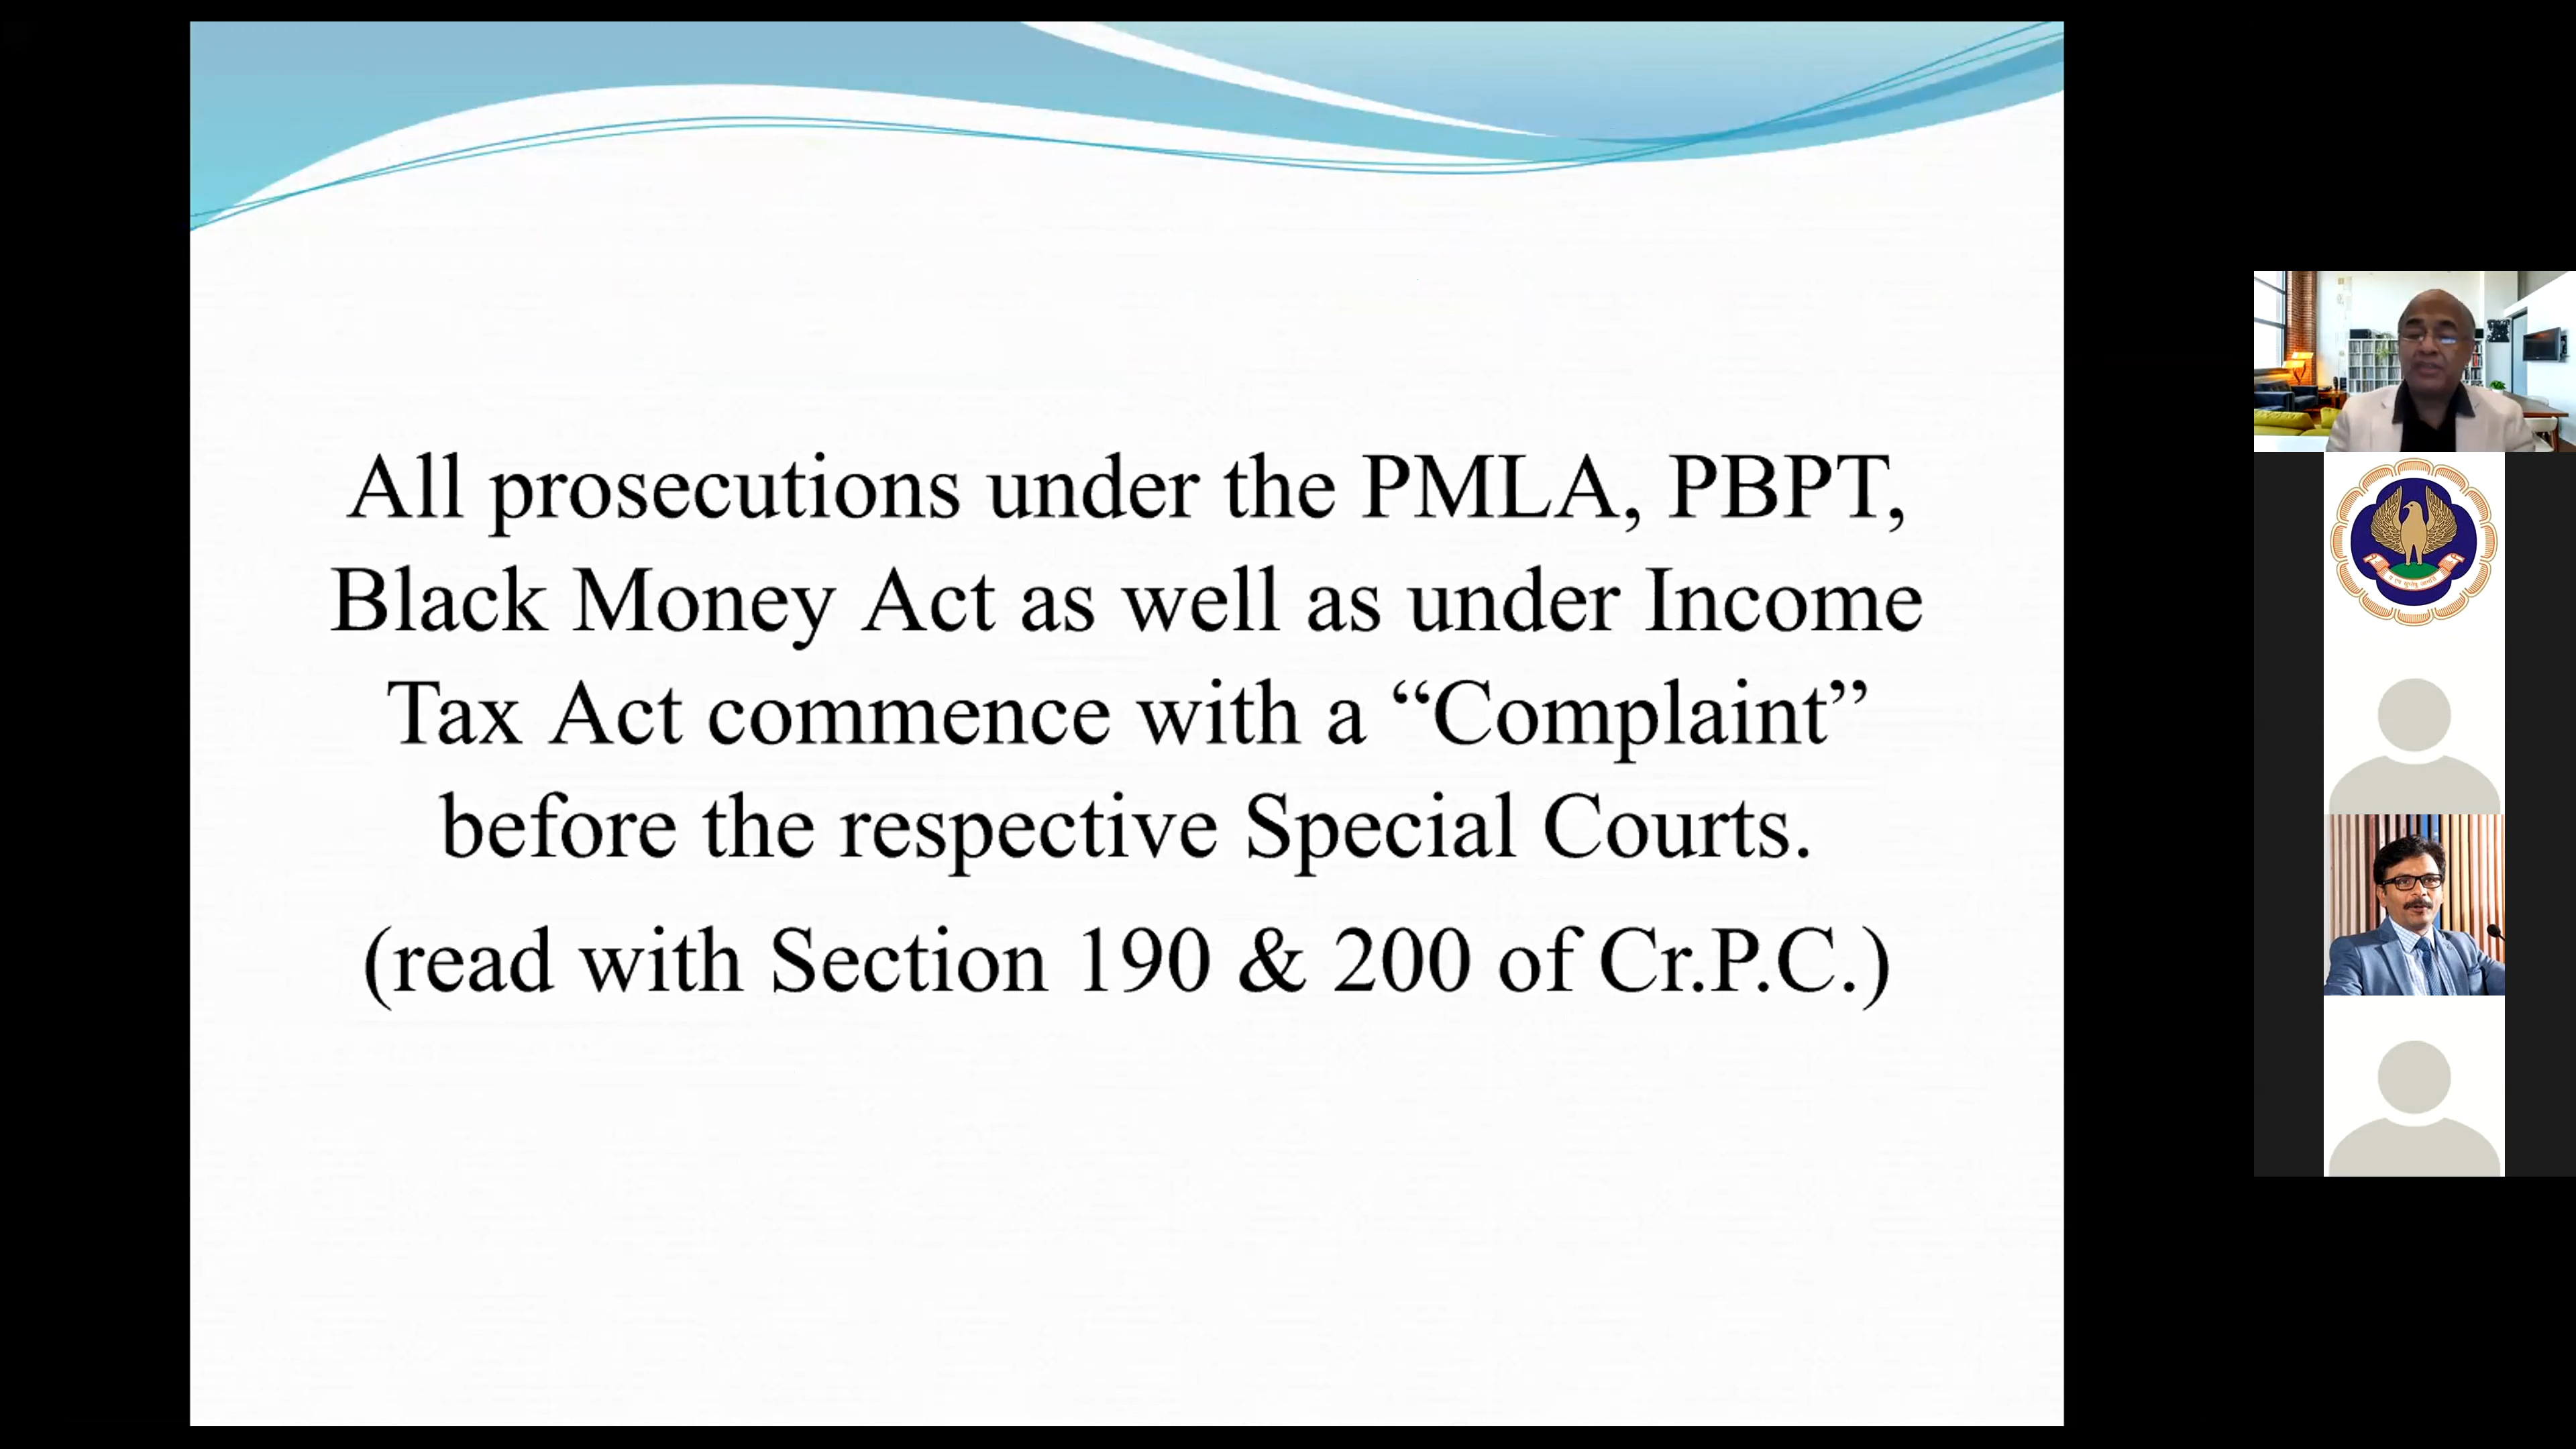 All prosecutions under the PMLA, PBPT,
Black Money Act as well as under Income
Tax Act commence with a “Complaint”
before the respective Special Courts.
(read with Section 190 & 200 of Cr.P.C.)